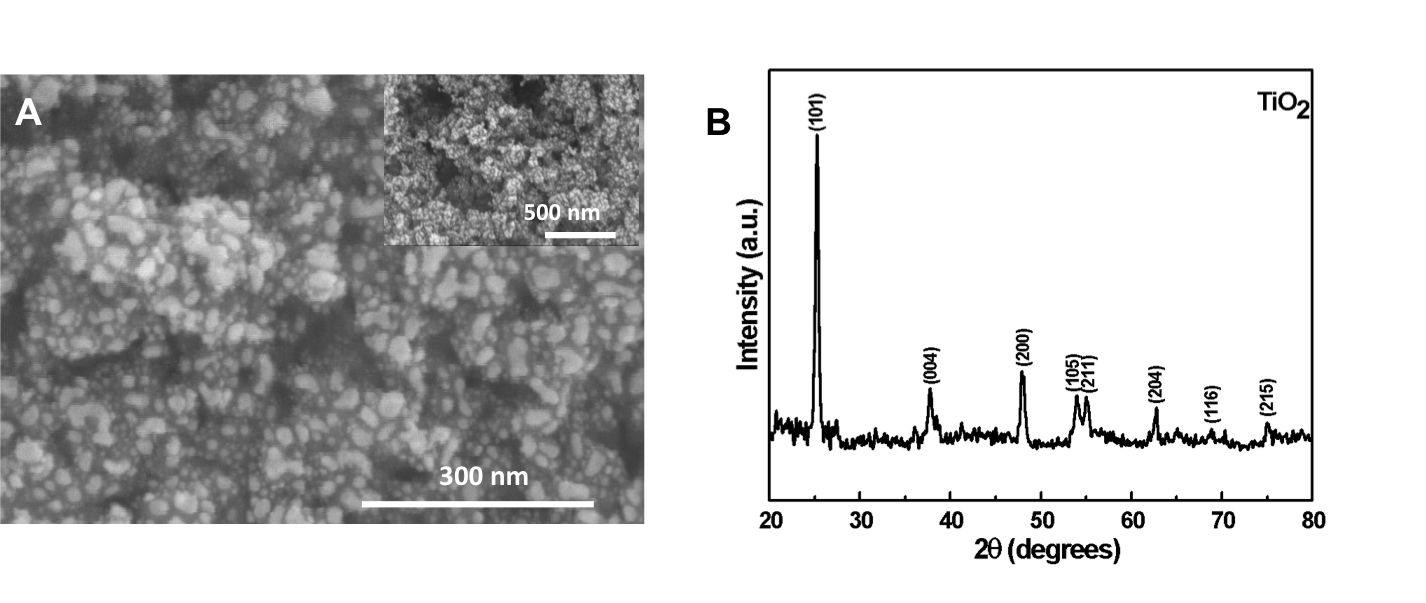 A
500 nm
300 nm
B
TiO2
(101)
(004)
(200)
(105)
(211)
(204)
(116)
(215)
Intensity (a.u.)
20 30 40 50 60 70 80
2θ (degrees)